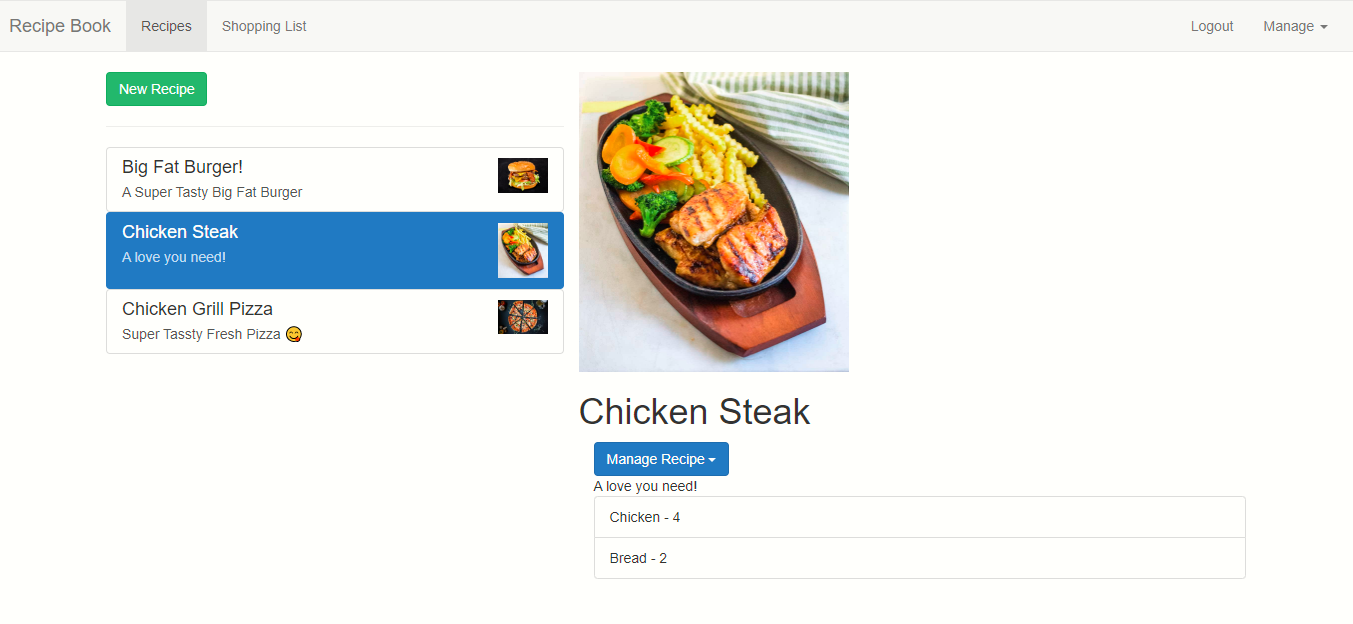 Recipe Book Recipes Shopping List Logout Manage
New Recipe
Big Fat Burger!
A Super Tasty Big Fat Burger
Chicken Steak
A love you need!
Chicken Grill Pizza
Super Tassty Fresh Pizza 😋
Chicken Steak
Manage Recipe
A love you need!
Chicken - 4
Bread - 2